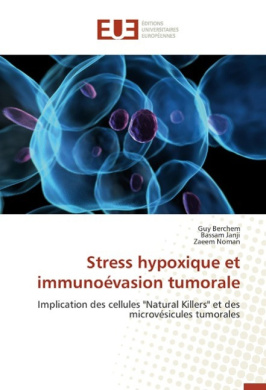 ÉDITIONS
UNIVERSITAIRES
EUROPÉENNES
Guy Berchem
Bassam Janji
Zaeem Noman
Stress hypoxique et
immunoévasion tumorale
Implication des cellules "Natural Killers" et des
microvésicules tumorales